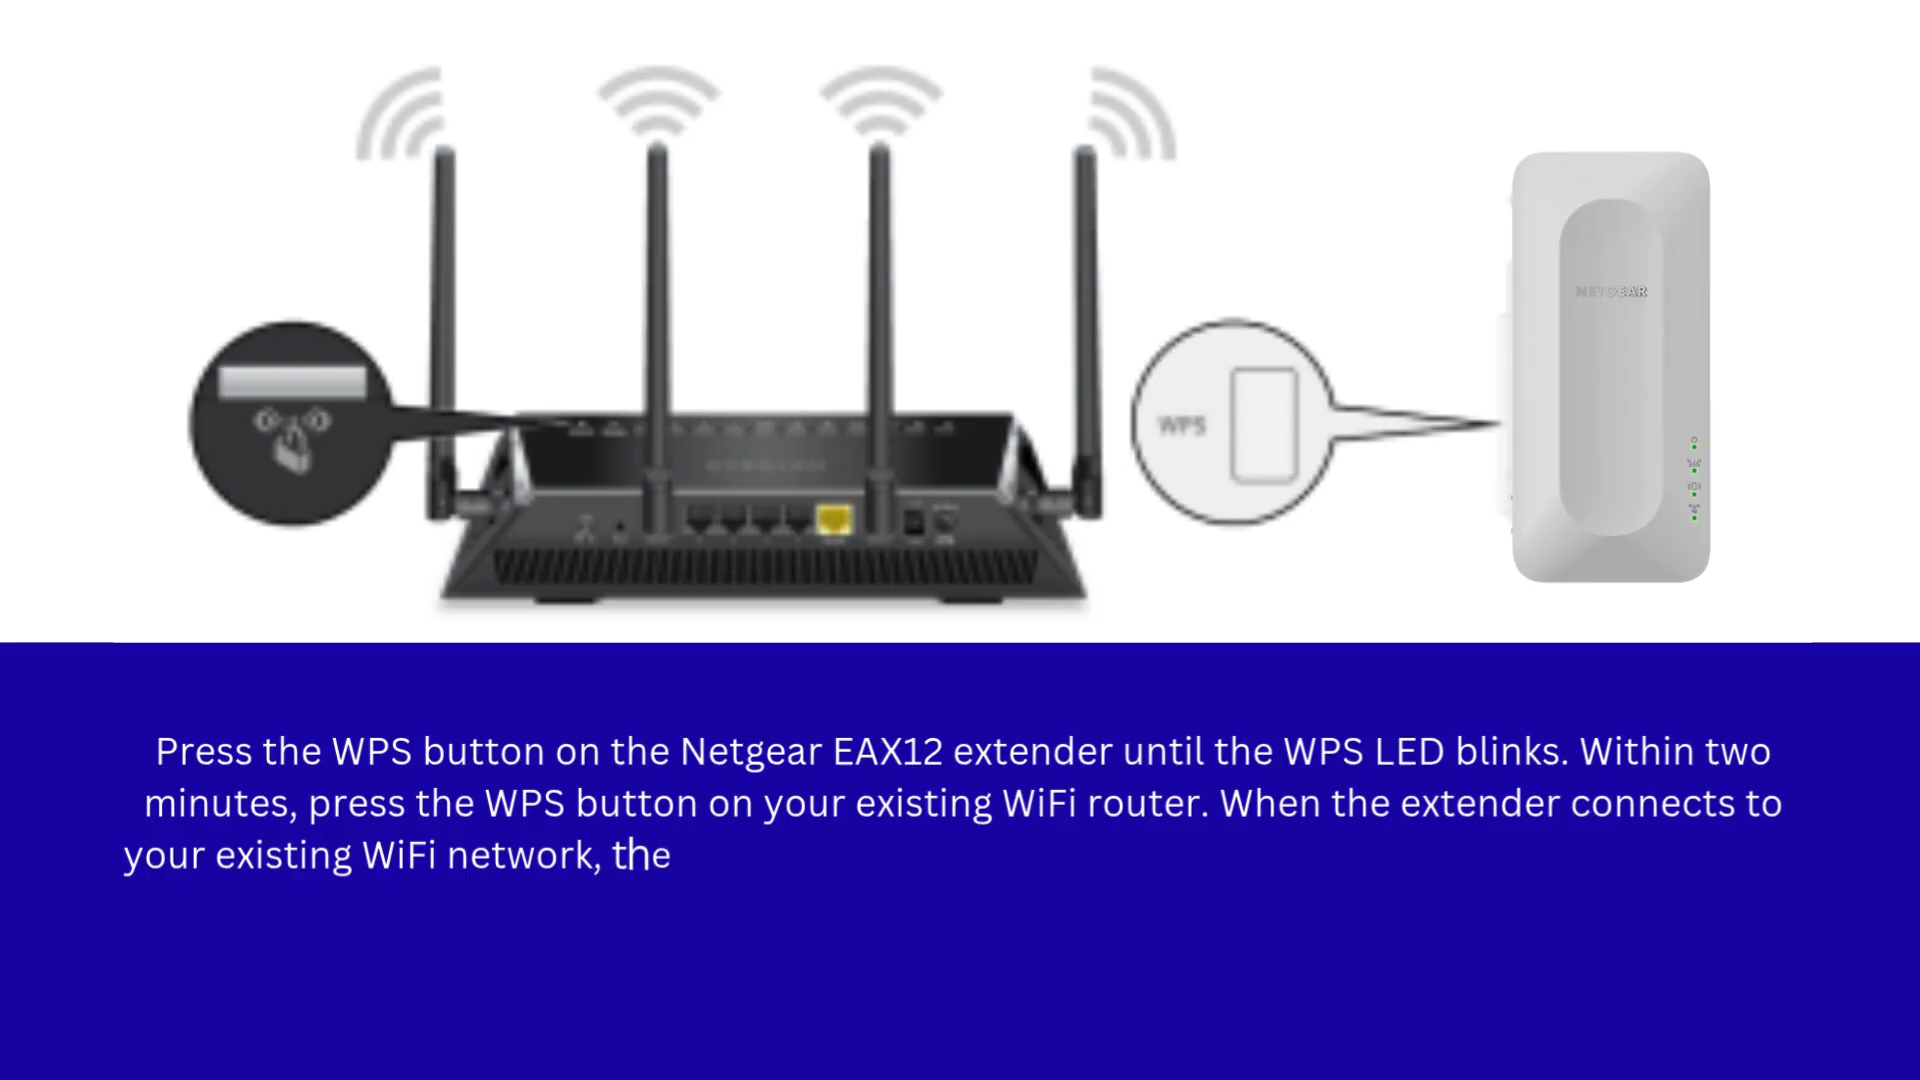 WPS
NETGEAR
Press the WPS button on the Netgear EAX12 extender until the WPS LED blinks. Within two
minutes, press the WPS button on your existing WiFi router. When the extender connects to
your existing WiFi network, the